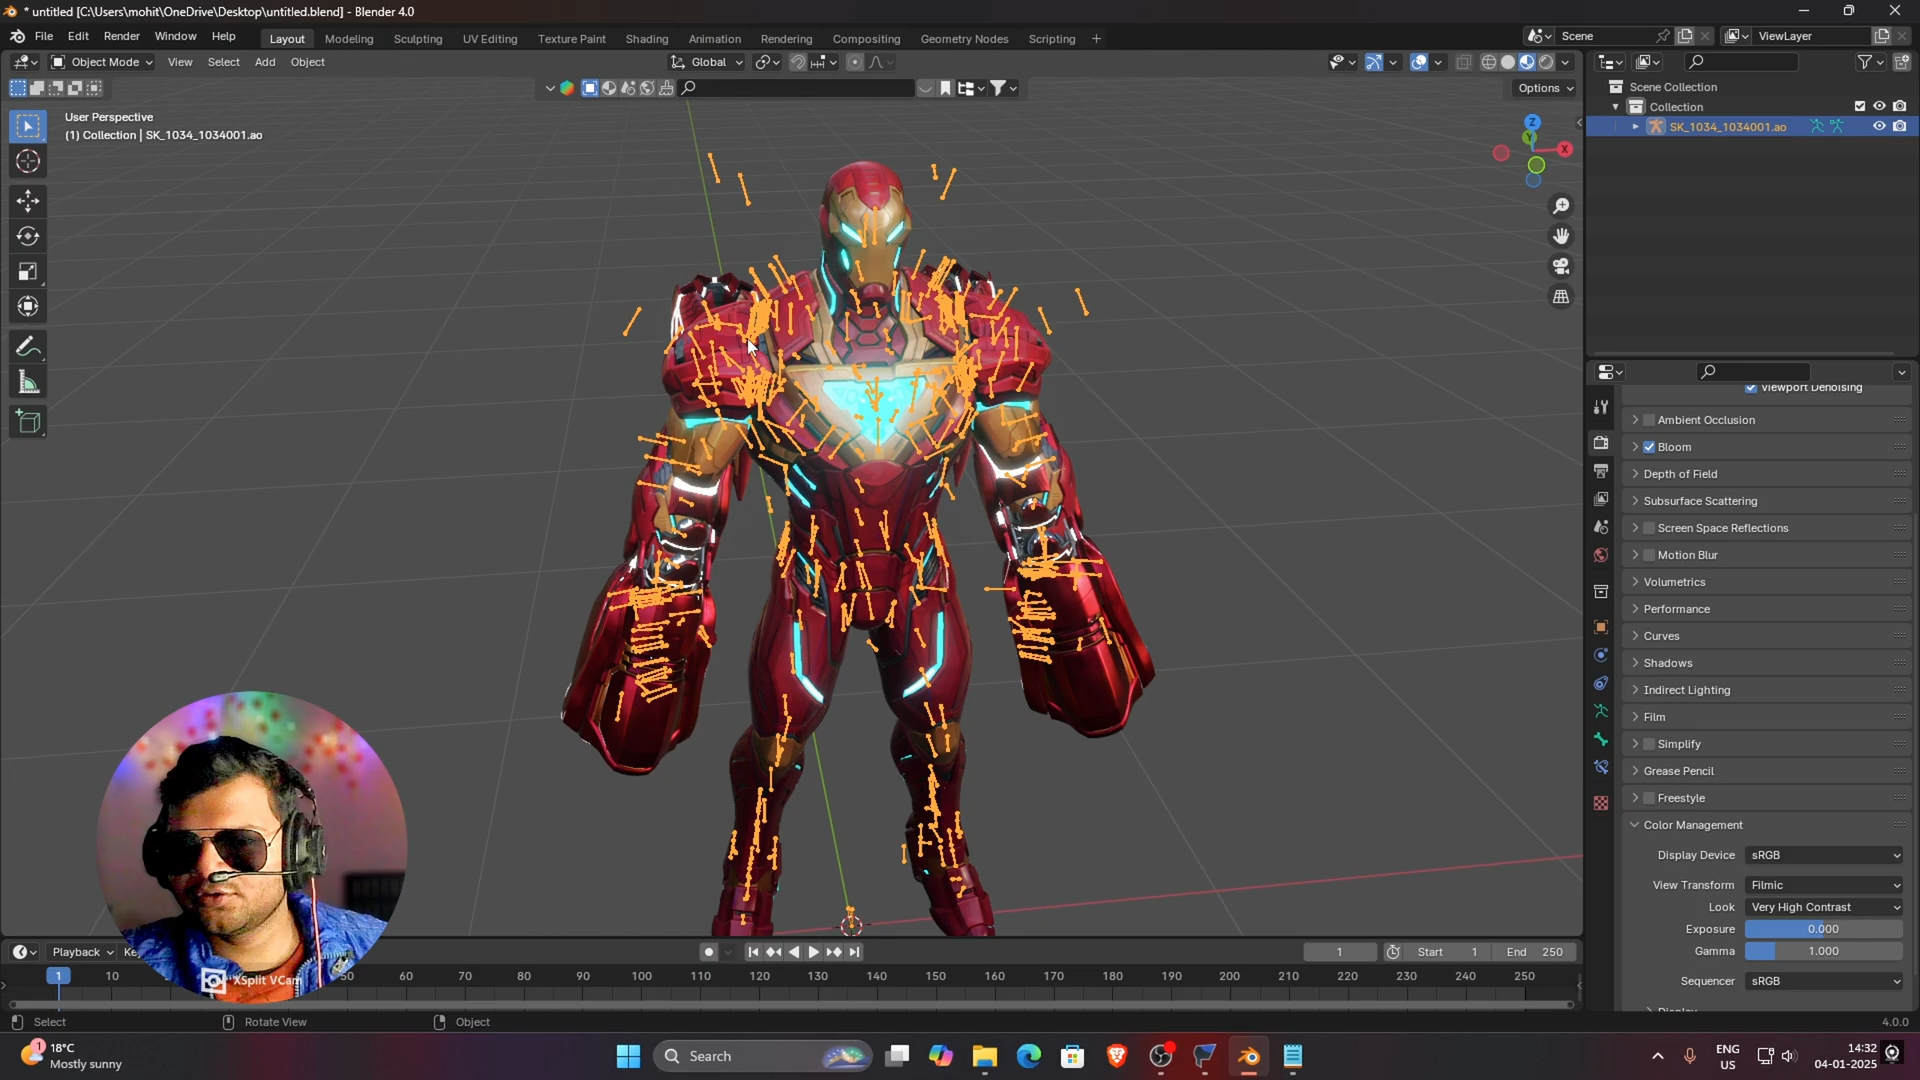 * untitled [C:\Users\mohit\OneDrive\Desktop\untitled.blend] - Blender 4.0
File Edit Render Window Help
Layout Modeling Sculpting UV Editing Texture Paint Shading Animation Rendering Compositing Geometry Nodes Scripting
Scene ViewLayer
Object Mode View Select Add Object
Global
Options
User Perspective
(1) Collection | SK_1034_1034001.ao
Z
Y
X
Scene Collection
Collection
SK_1034_1034001.ao
Viewport Denoising
Ambient Occlusion
Bloom
Depth of Field
Subsurface Scattering
Screen Space Reflections
Motion Blur
Volumetrics
Performance
Curves
Shadows
Indirect Lighting
Film
Simplify
Grease Pencil
Freestyle
Color Management
Display Device sRGB
View Transform Filmic
Look Very High Contrast
Exposure 0.000
Gamma 1.000
Sequencer sRGB
Playback
1 Start 1 End 250
1 10 50 60 70 80 90 100 110 120 130 140 150 160 170 180 190 200 210 220 230 240 250
XSplit VCam
Select Rotate View Object
4.0.0
1
18°C
Mostly sunny
Search
ENG
US
14:32
04-01-2025